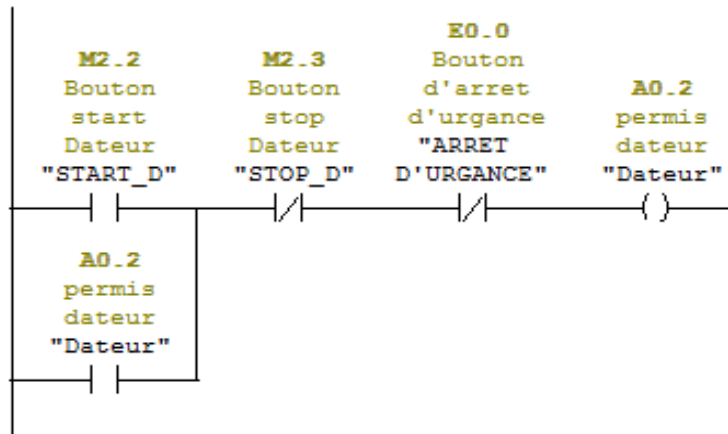 M2.2
Bouton
start
Dateur
"START_D"
M2.3
Bouton
stop
Dateur
"STOP_D"
E0.0
Bouton
d'arret
d'urgance
"ARRET
D'URGANCE"
A0.2
permis
dateur
"Dateur"
A0.2
permis
dateur
"Dateur"